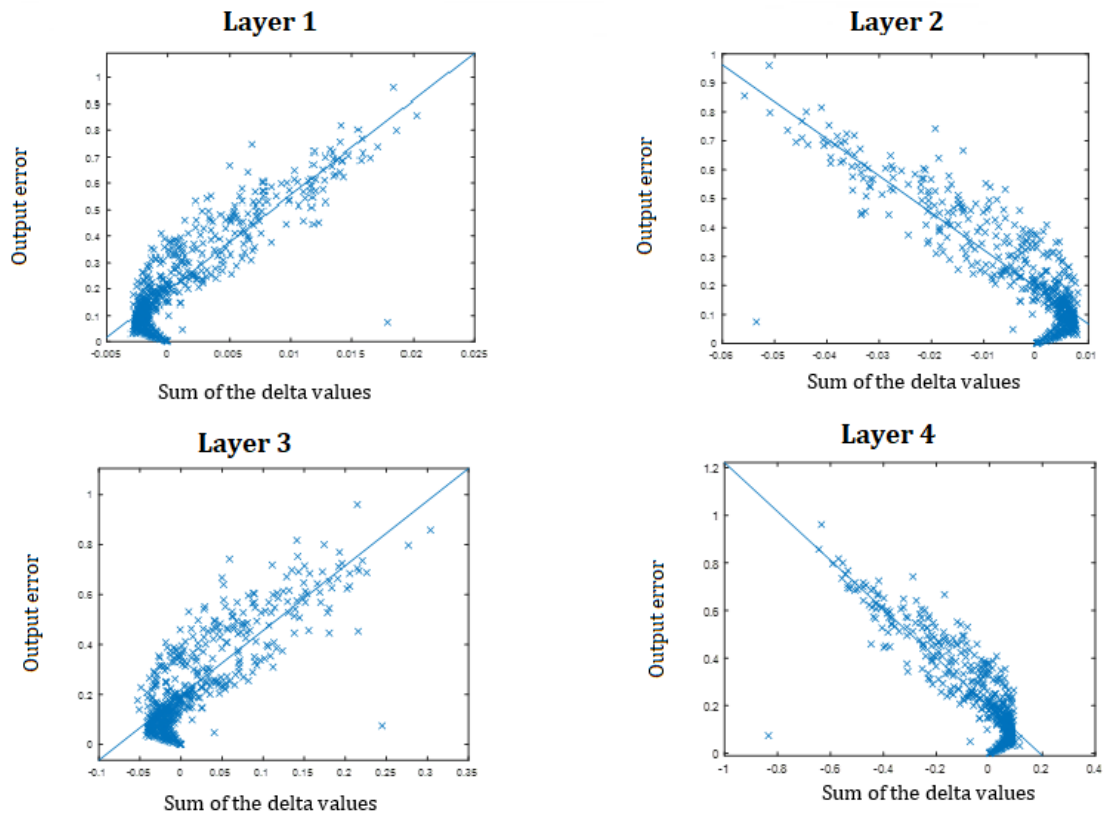 Layer 1
Output error
1
0.9
0.8
0.7
0.6
0.5
0.4
0.3
0.2
0.1
0
-0.005 0 0.005 0.01 0.015 0.02 0.025
Sum of the delta values
Layer 2
Output error
1
0.9
0.8
0.7
0.6
0.5
0.4
0.3
0.2
0.1
0
-0.06 -0.05 -0.04 -0.03 -0.02 -0.01 0 0.01
Sum of the delta values
Layer 3
Output error
1
0.8
0.6
0.4
0.2
0
-0.1 -0.05 0 0.05 0.1 0.15 0.2 0.25 0.3 0.35
Sum of the delta values
Layer 4
Output error
1.2
1
0.8
0.6
0.4
0.2
0
-1 -0.8 -0.6 -0.4 -0.2 0 0.2 0.4
Sum of the delta values